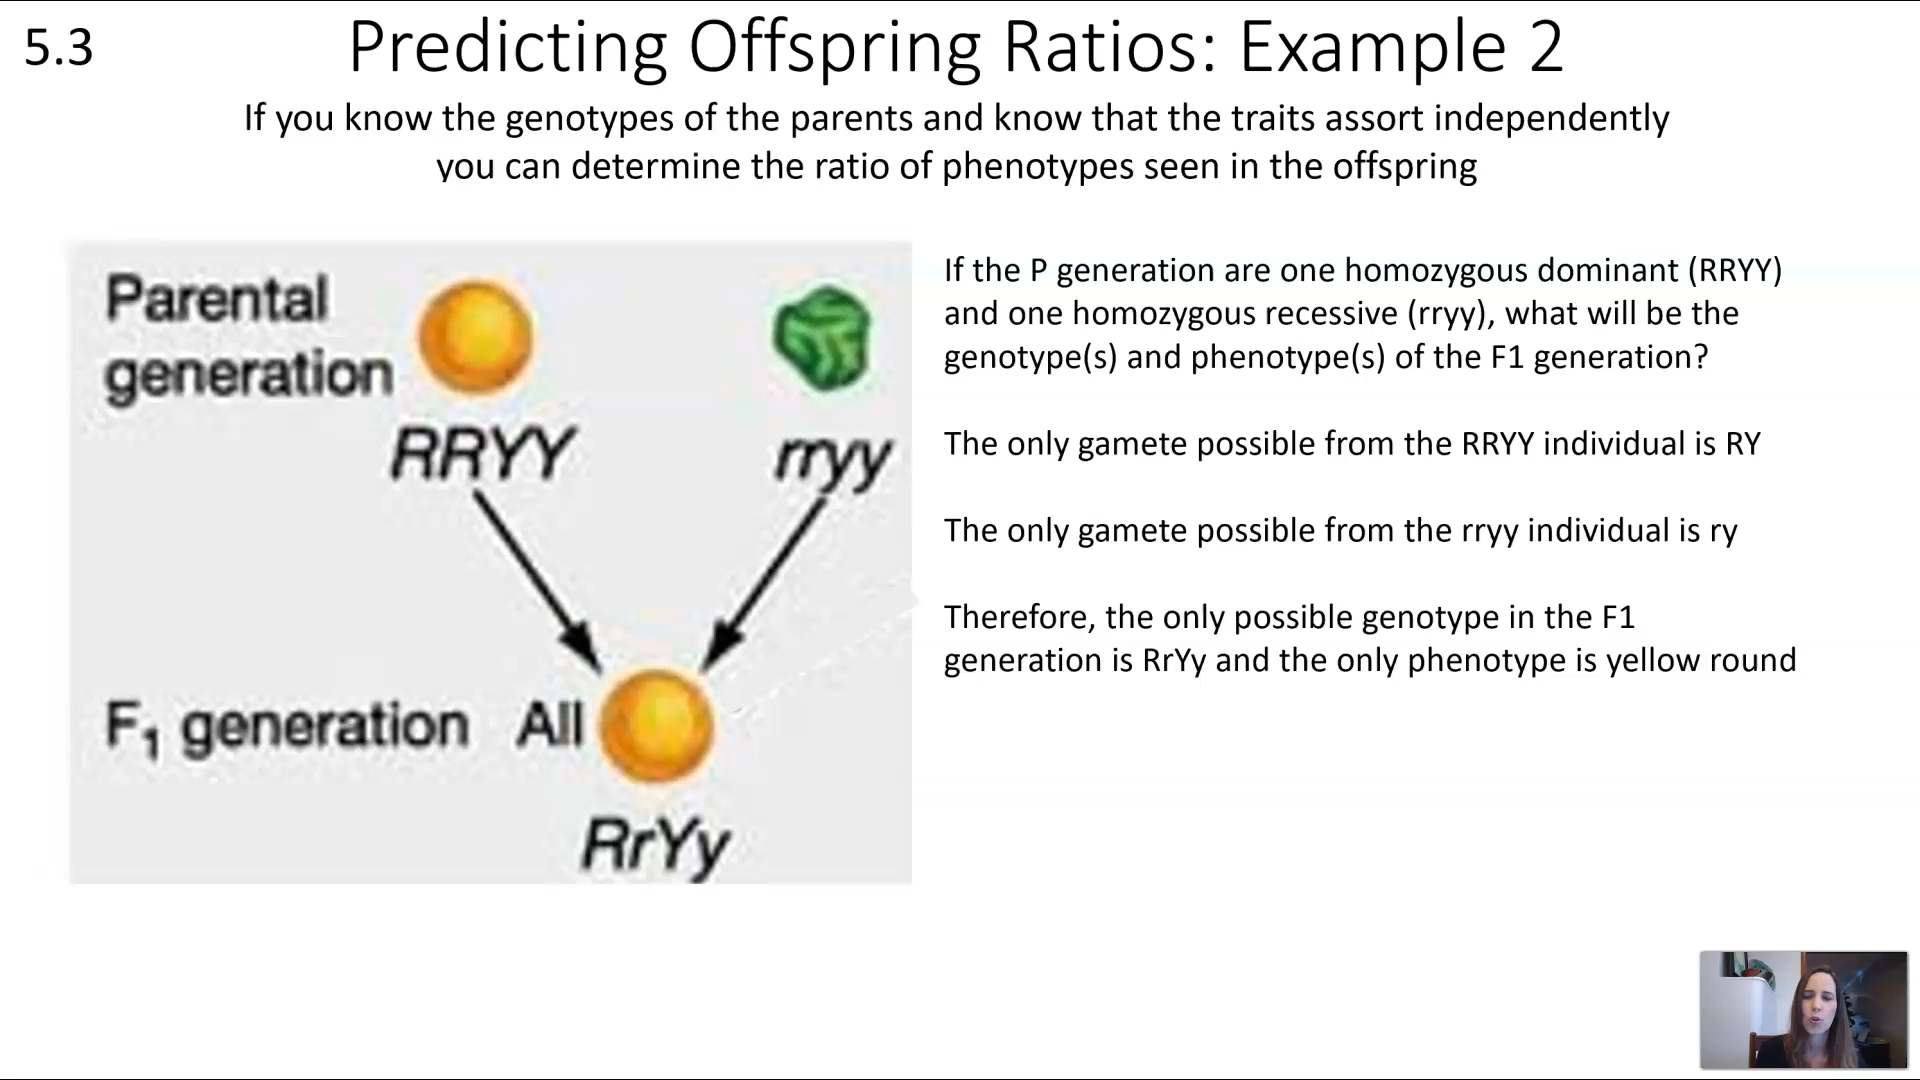 5.3
Predicting Offspring Ratios: Example 2
If you know the genotypes of the parents and know that the traits assort independently
you can determine the ratio of phenotypes seen in the offspring
Parental
generation
RRYY
rryy
F1 generation All
RrYy
If the P generation are one homozygous dominant (RRYY)
and one homozygous recessive (rryy), what will be the
genotype(s) and phenotype(s) of the F1 generation?
The only gamete possible from the RRYY individual is RY
The only gamete possible from the rryy individual is ry
Therefore, the only possible genotype in the F1
generation is RrYy and the only phenotype is yellow round